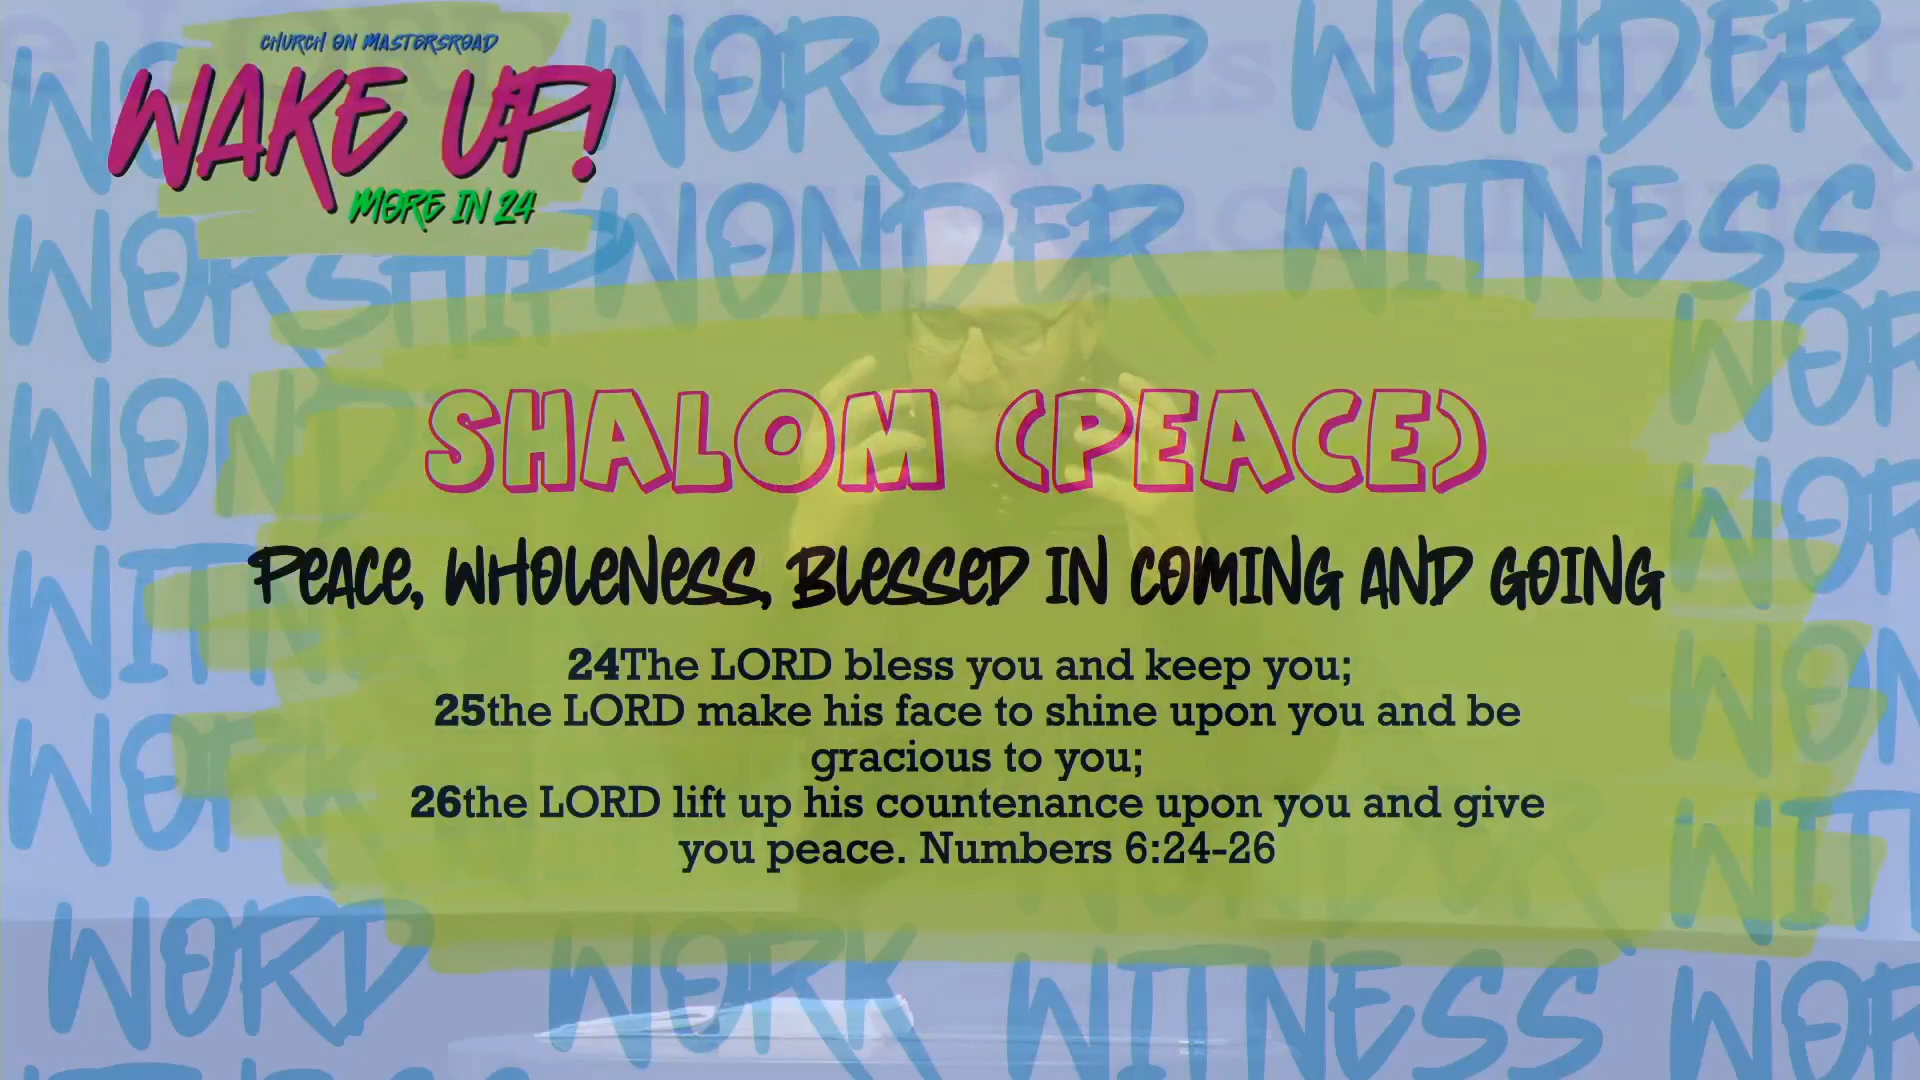 CHURCH ON MASTERSROAD
WAKE UP!
MORE IN 24
WORSHIP WONDER
WORSHIP WONDER WITNESS
SHALOM (PEACE)
PEACE, WHOLENESS, BLESSED IN COMING AND GOING
24The LORD bless you and keep you;
25the LORD make his face to shine upon you and be
gracious to you;
26the LORD lift up his countenance upon you and give
you peace. Numbers 6:24-26
WORD WORK WITNESS